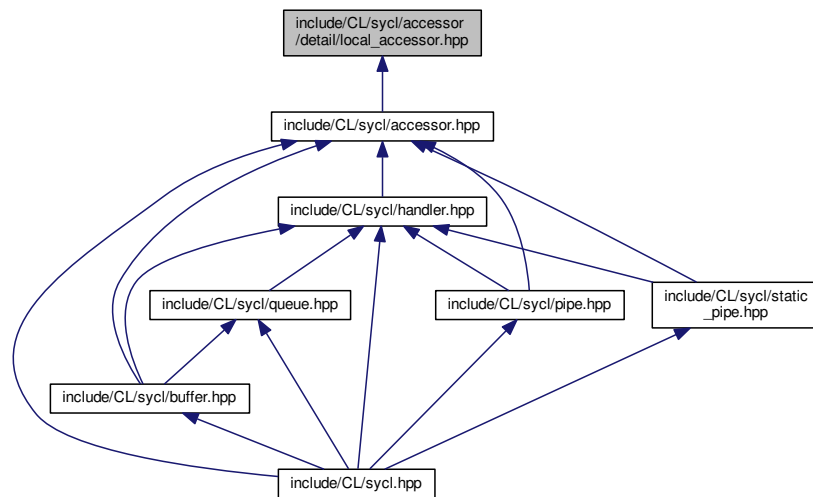 include/CL/sycl/accessor
/detail/local_accessor.hpp
include/CL/sycl/accessor.hpp
include/CL/sycl/handler.hpp
include/CL/sycl/queue.hpp
include/CL/sycl/pipe.hpp
include/CL/sycl/static
_pipe.hpp
include/CL/sycl/buffer.hpp
include/CL/sycl.hpp